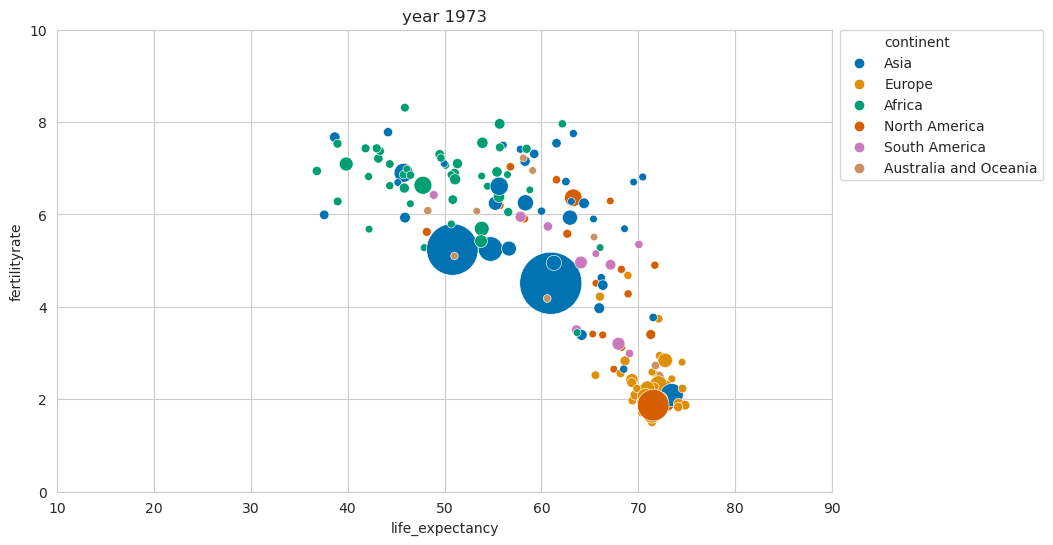 year 1973
continent
Asia
Europe
Africa
North America
South America
Australia and Oceania
10
8
6
4
2
0
fertilityrate
10 20 30 40 50 60 70 80 90
life_expectancy